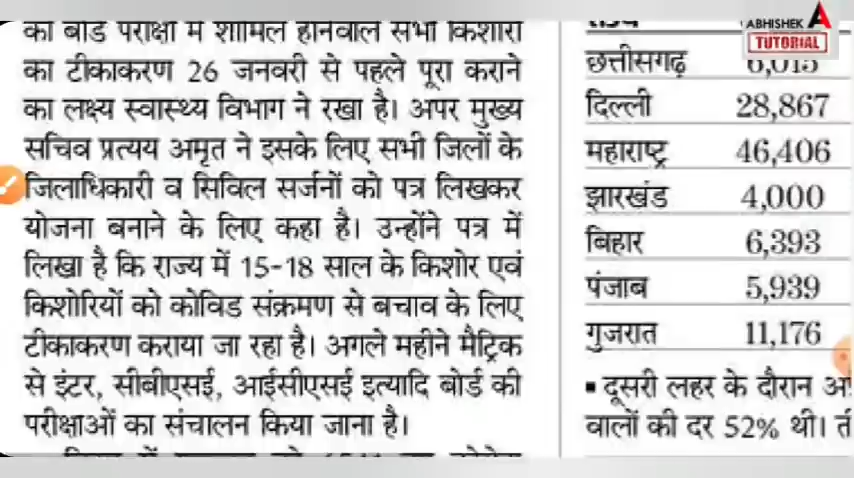 का बोर्ड परीक्षा में शामिल होनेवाले सभी किशोरों
का टीकाकरण 26 जनवरी से पहले पूरा कराने
का लक्ष्य स्वास्थ्य विभाग ने रखा है। अपर मुख्य
सचिव प्रत्यय अमृत ने इसके लिए सभी जिलों के
जिलाधिकारी व सिविल सर्जनों को पत्र लिखकर
योजना बनाने के लिए कहा है। उन्होंने पत्र में
लिखा है कि राज्य में 15-18 साल के किशोर एवं
किशोरियों को कोविड संक्रमण से बचाव के लिए
टीकाकरण कराया जा रहा है। अगले महीने मैट्रिक
से इंटर, सीबीएसई, आईसीएसई इत्यादि बोर्ड की
परीक्षाओं का संचालन किया जाना है।
ABHISHEK
TUTORIAL
छत्तीसगढ़ 6,015
दिल्ली 28,867
महाराष्ट्र 46,406
झारखंड 4,000
बिहार 6,393
पंजाब 5,939
गुजरात 11,176
▪ दूसरी लहर के दौरान
वालों की दर 52% थी।